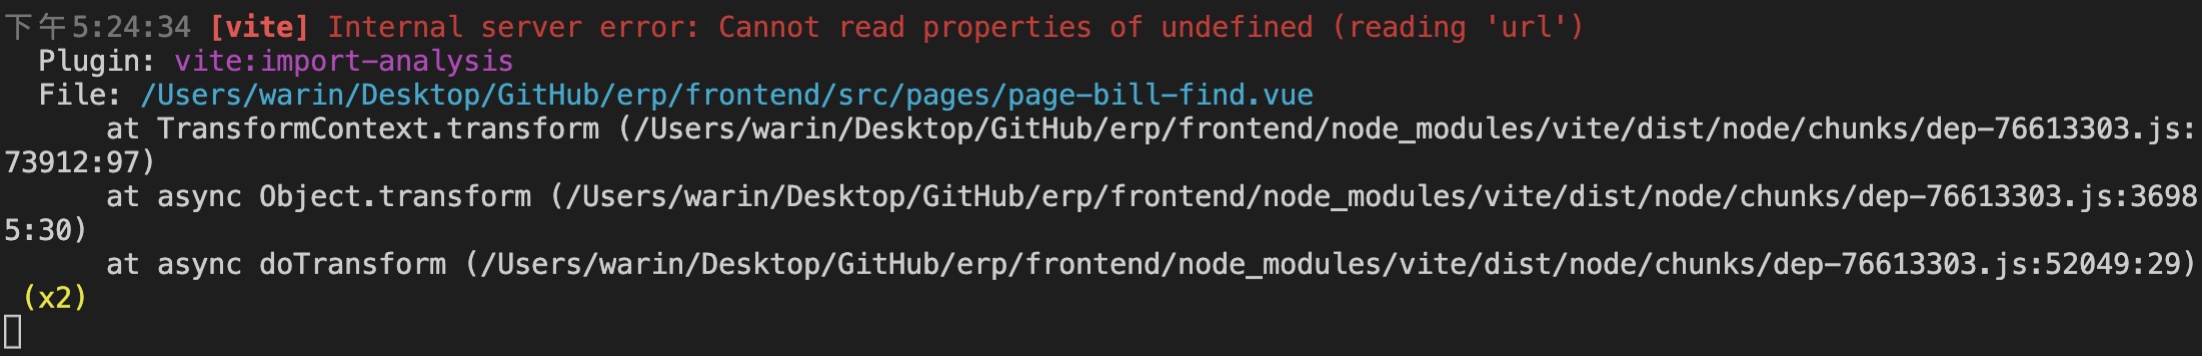 下午5:24:34 [vite] Internal server error: Cannot read properties of undefined (reading 'url')
Plugin: vite:import-analysis
File: /Users/warin/Desktop/GitHub/erp/frontend/src/pages/page-bill-find.vue
at TransformContext.transform (/Users/warin/Desktop/GitHub/erp/frontend/node_modules/vite/dist/node/chunks/dep-76613303.js:
73912:97)
at async Object.transform (/Users/warin/Desktop/GitHub/erp/frontend/node_modules/vite/dist/node/chunks/dep-76613303.js:3698
5:30)
at async doTransform (/Users/warin/Desktop/GitHub/erp/frontend/node_modules/vite/dist/node/chunks/dep-76613303.js:52049:29)
(x2)